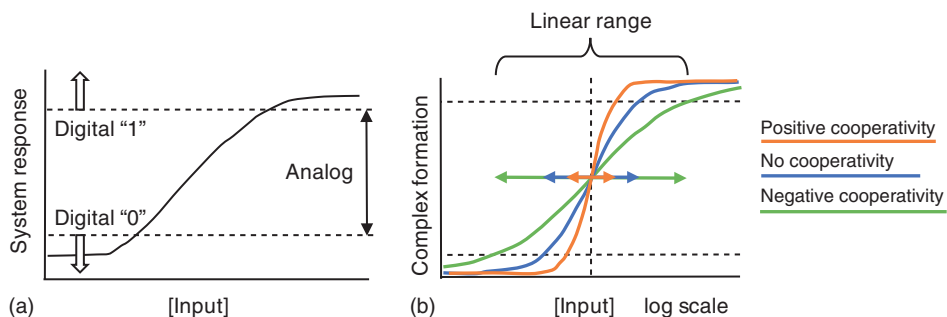 System response
Digital “1”
Analog
Digital “0”
(a)
[Input]
Linear range
Complex formation
(b)
[Input]
log scale
Positive cooperativity
No cooperativity
Negative cooperativity